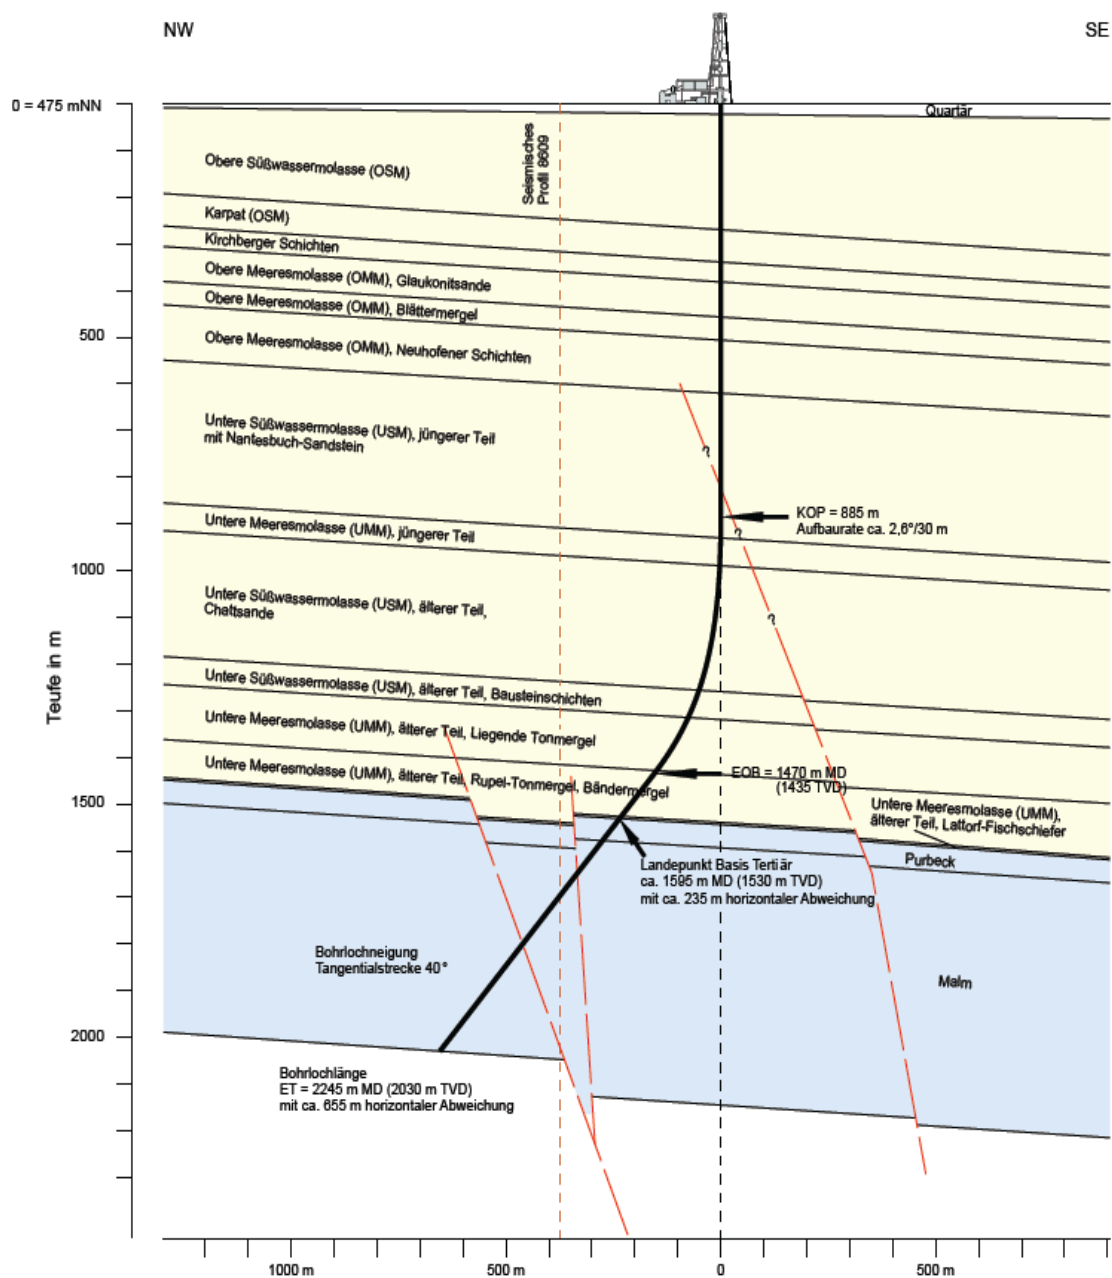 NW
SE
0 = 475 mNN
Quartär
Seismisches
Profil 8609
Obere Süßwassermolasse (OSM)
Karpat (OSM)
Kirchberger Schichten
Obere Meeresmolasse (OMM), Glaukonitsande
Obere Meeresmolasse (OMM), Blättermergel
500
Obere Meeresmolasse (OMM), Neuhofener Schichten
Untere Süßwassermolasse (USM), jüngerer Teil
mit Nantesbuch-Sandstein
?
KOP = 885 m
Aufbaurate ca. 2,6°/30 m
Untere Meeresmolasse (UMM), jüngerer Teil
?
1000
Untere Süßwassermolasse (USM), älterer Teil,
Chattsande
?
Teufe in m
Untere Süßwassermolasse (USM), älterer Teil, Bausteinschichten
Untere Meeresmolasse (UMM), älterer Teil, Liegende Tonmergel
Untere Meeresmolasse (UMM), älterer Teil, Rupel-Tonmergel, Bändermergel
EOB = 1470 m MD
(1435 TVD)
1500
Untere Meeresmolasse (UMM),
älterer Teil, Lattorf-Fischschiefer
Purbeck
Landepunkt Basis Tertiär
ca. 1595 m MD (1530 m TVD)
mit ca. 235 m horizontaler Abweichung
Bohrlochneigung
Tangentialstrecke 40°
Malm
2000
Bohrlochlänge
ET = 2245 m MD (2030 m TVD)
mit ca. 655 m horizontaler Abweichung
1000 m
500 m
0
500 m